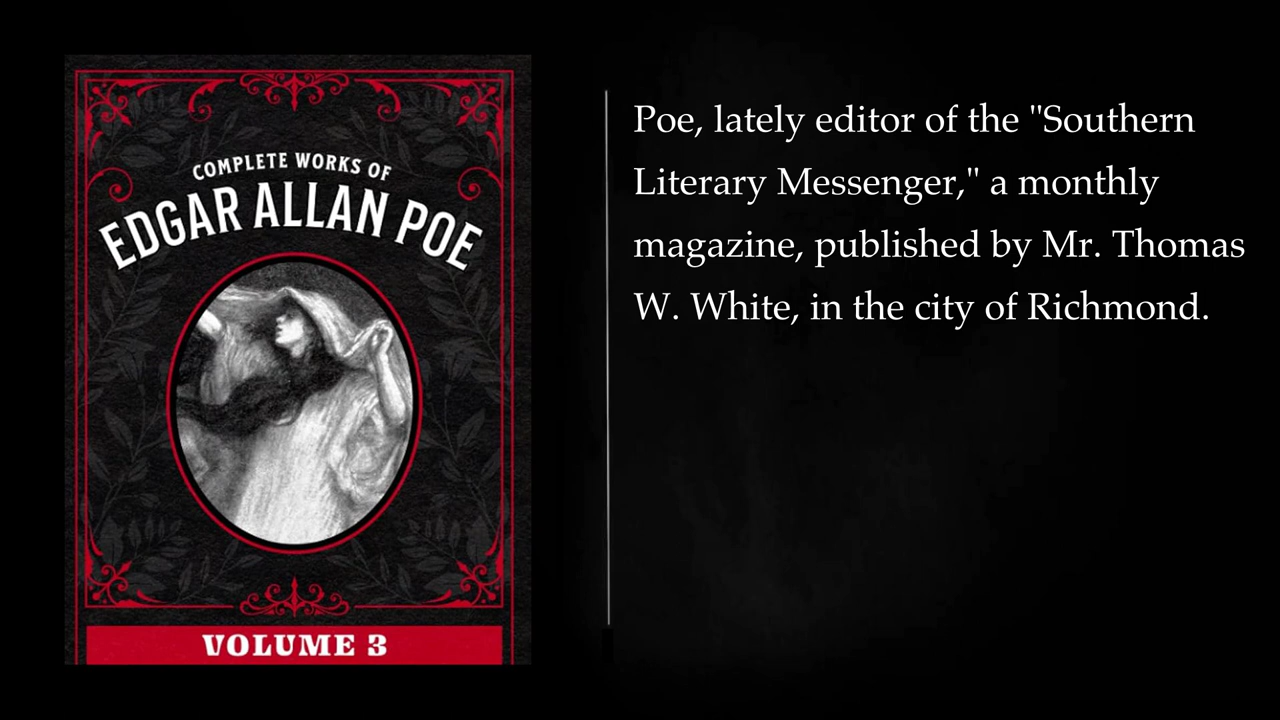 COMPLETE WORKS OF
EDGAR ALLAN POE
VOLUME 3
Poe, lately editor of the "Southern
Literary Messenger," a monthly
magazine, published by Mr. Thomas
W. White, in the city of Richmond.